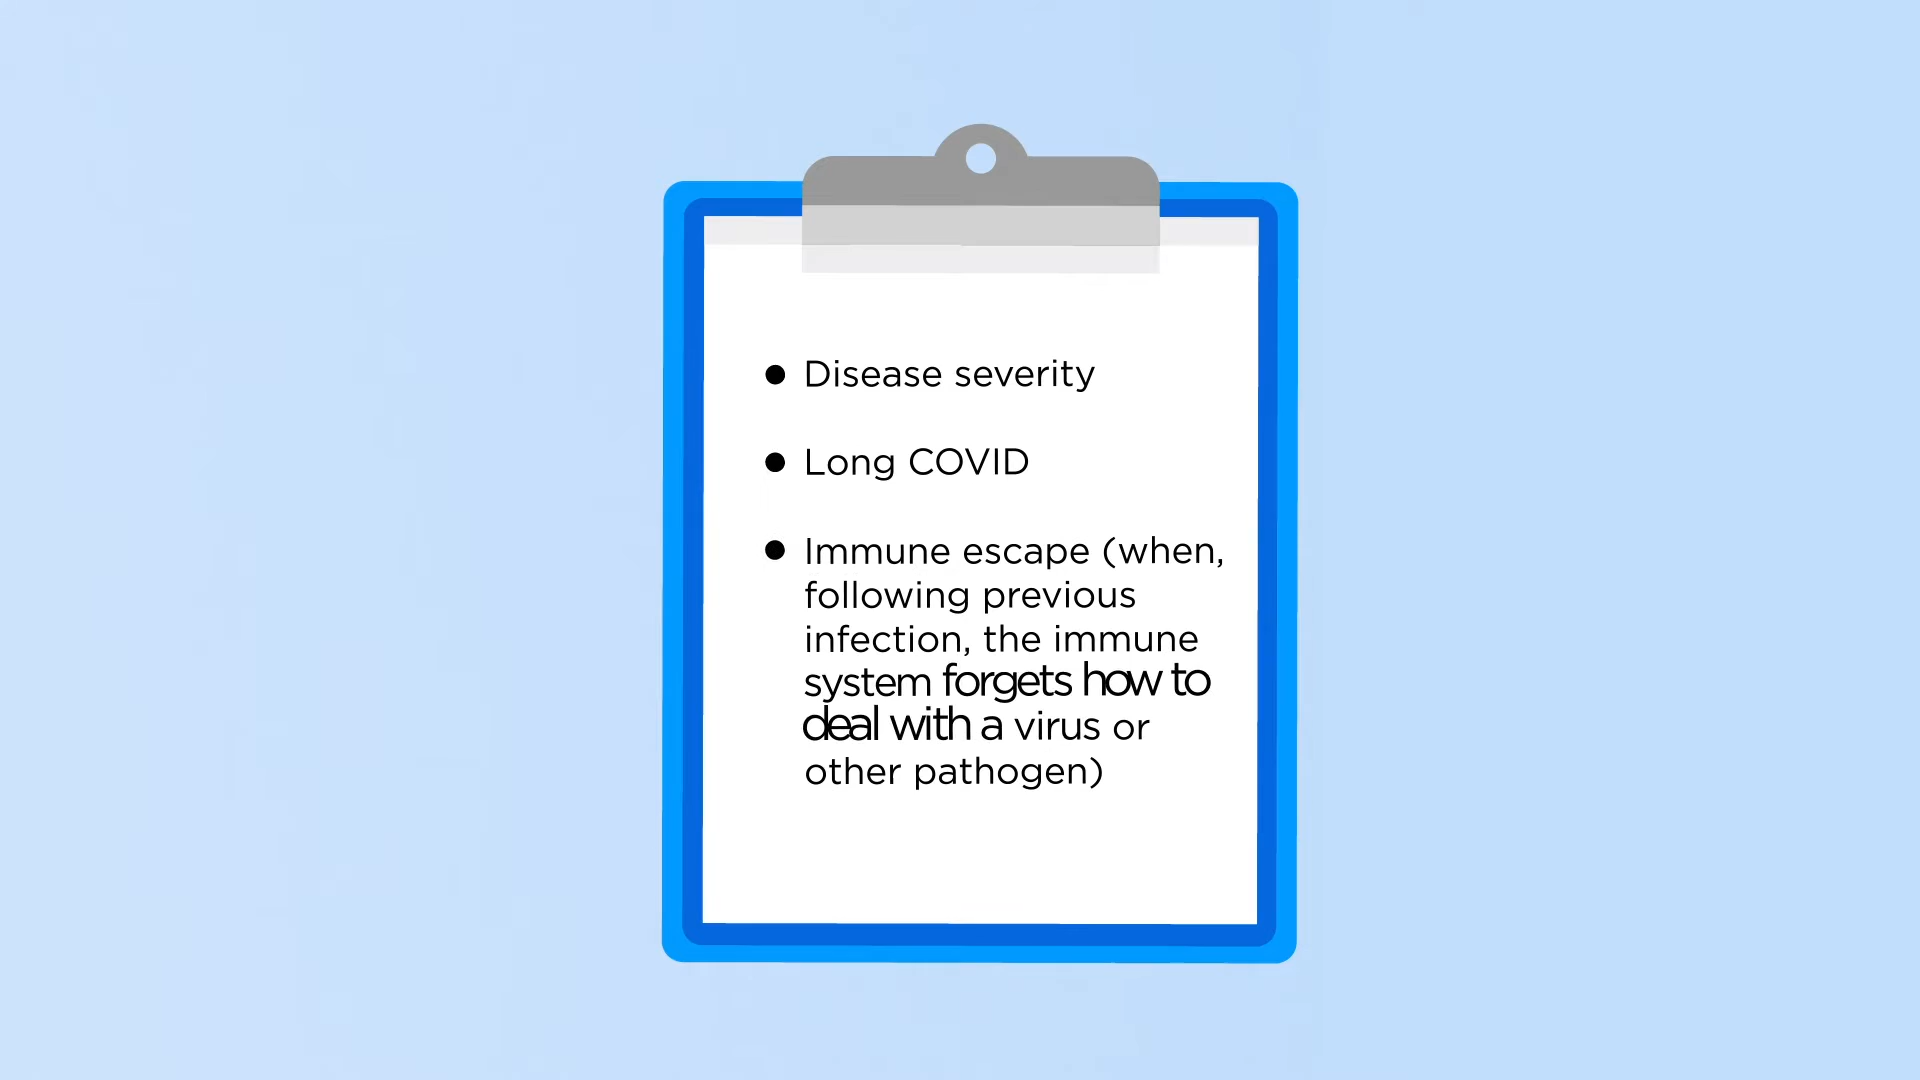 ● Disease severity
● Long COVID
● Immune escape (when,
following previous
infection, the immune
system forgets how to
deal with a virus or
other pathogen)